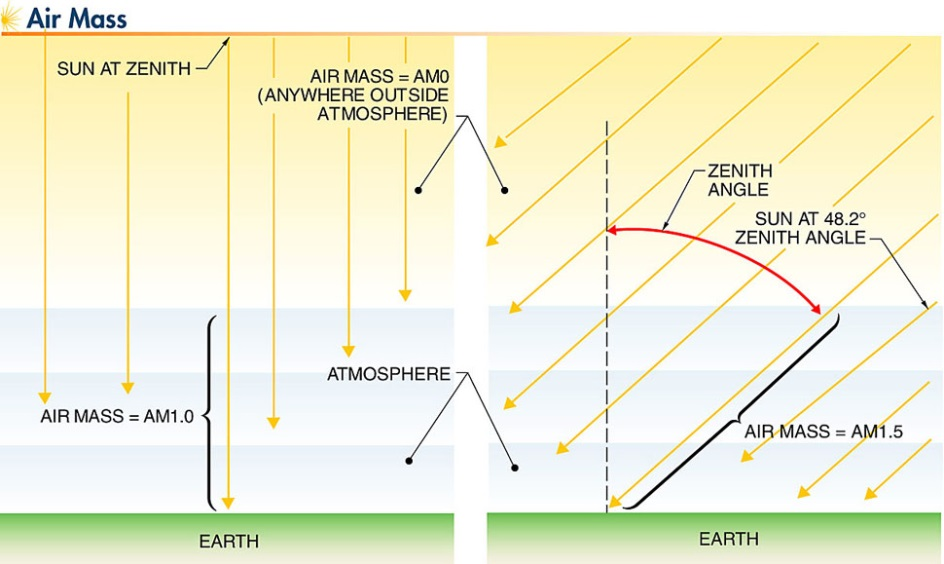 Air Mass
SUN AT ZENITH
AIR MASS = AM0
(ANYWHERE OUTSIDE
ATMOSPHERE)
AIR MASS = AM1.0
ATMOSPHERE
EARTH
ZENITH
ANGLE
SUN AT 48.2°
ZENITH ANGLE
AIR MASS = AM1.5
EARTH